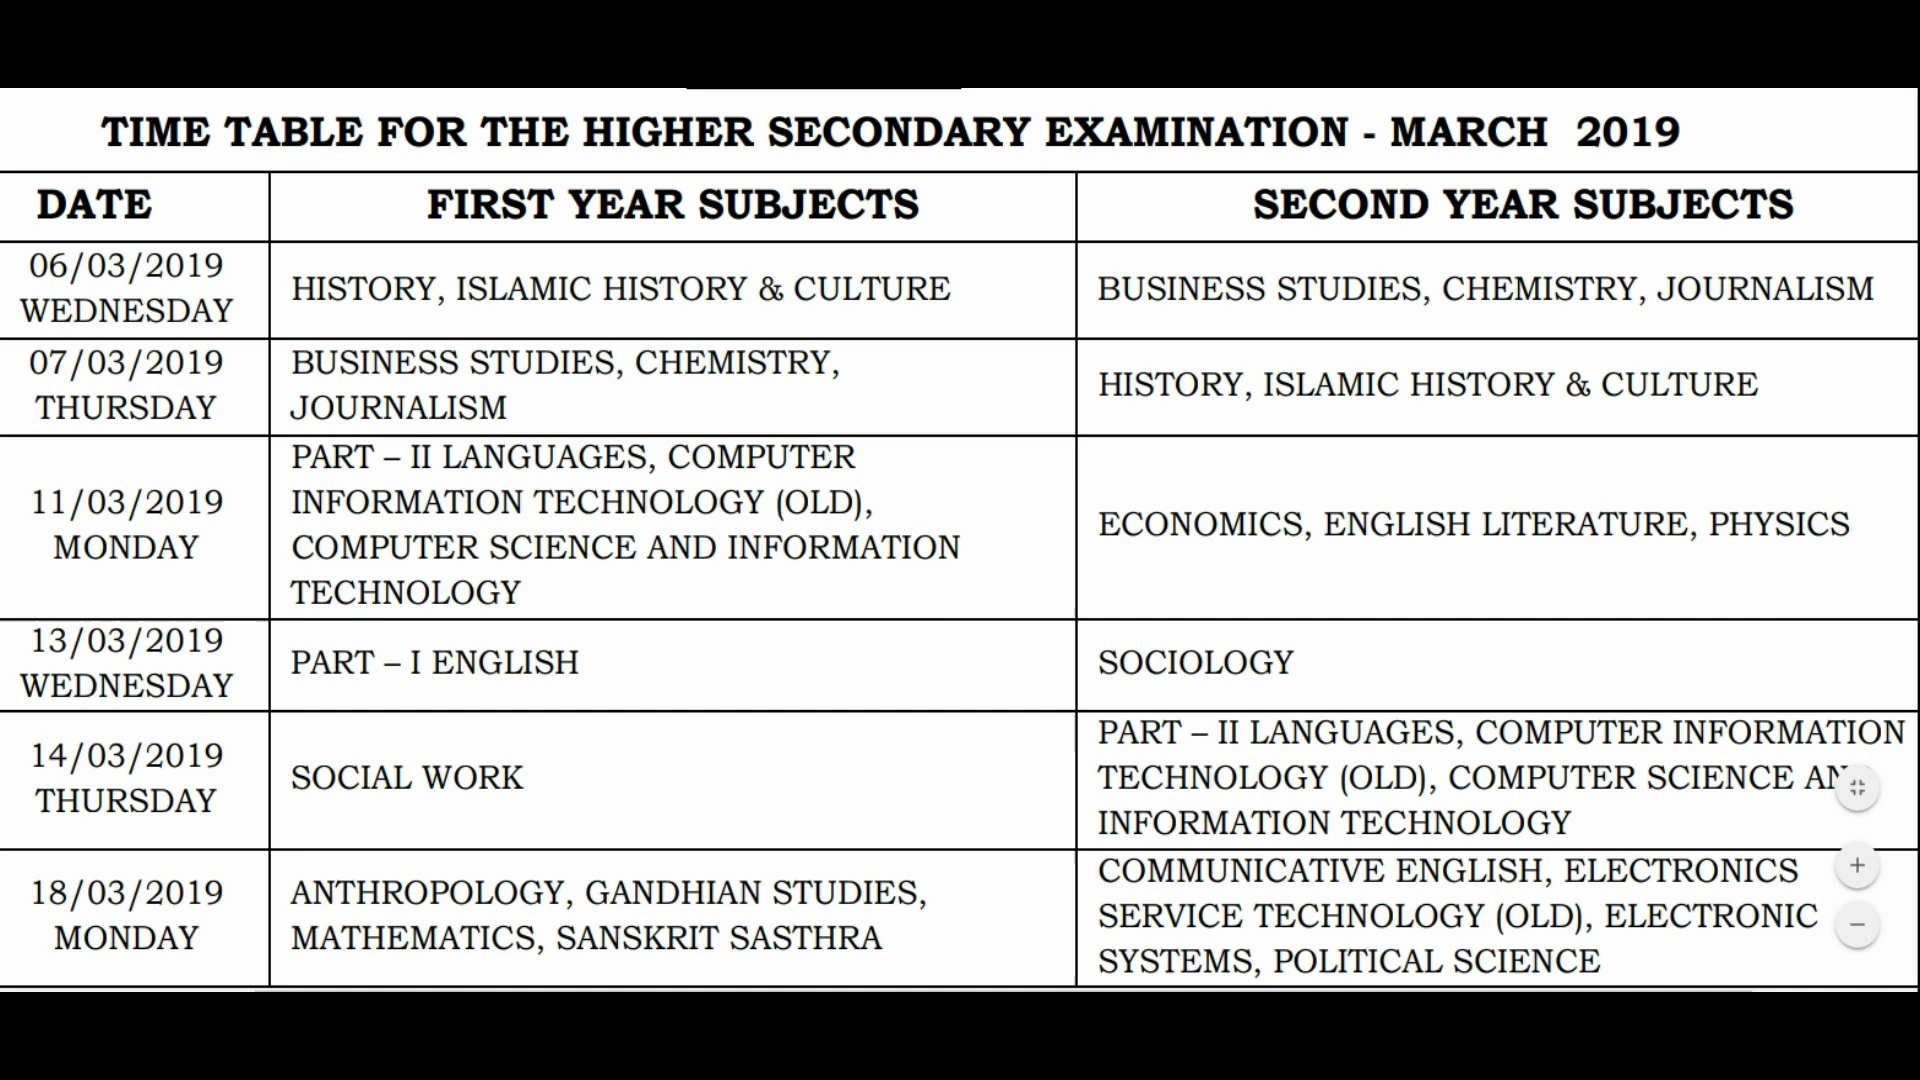 TIME TABLE FOR THE HIGHER SECONDARY EXAMINATION - MARCH 2019
DATE
FIRST YEAR SUBJECTS
SECOND YEAR SUBJECTS
06/03/2019
WEDNESDAY
HISTORY, ISLAMIC HISTORY & CULTURE
BUSINESS STUDIES, CHEMISTRY, JOURNALISM
07/03/2019
THURSDAY
BUSINESS STUDIES, CHEMISTRY,
JOURNALISM
HISTORY, ISLAMIC HISTORY & CULTURE
11/03/2019
MONDAY
PART – II LANGUAGES, COMPUTER
INFORMATION TECHNOLOGY (OLD),
COMPUTER SCIENCE AND INFORMATION
TECHNOLOGY
ECONOMICS, ENGLISH LITERATURE, PHYSICS
13/03/2019
WEDNESDAY
PART – I ENGLISH
SOCIOLOGY
14/03/2019
THURSDAY
SOCIAL WORK
PART – II LANGUAGES, COMPUTER INFORMATION
TECHNOLOGY (OLD), COMPUTER SCIENCE AND
INFORMATION TECHNOLOGY
18/03/2019
MONDAY
ANTHROPOLOGY, GANDHIAN STUDIES,
MATHEMATICS, SANSKRIT SASTHRA
COMMUNICATIVE ENGLISH, ELECTRONICS
SERVICE TECHNOLOGY (OLD), ELECTRONIC
SYSTEMS, POLITICAL SCIENCE